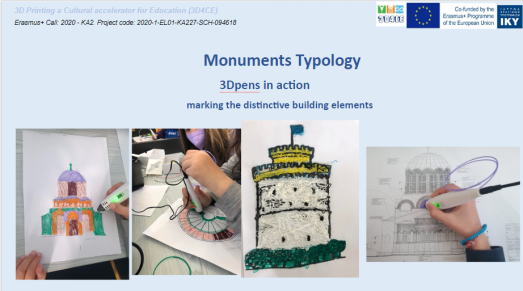 3D Printing a Cultural accelerator for Education (3D4CE)
Erasmus+ Call: 2020 - KA2. Project code: 2020-1-EL01-KA227-SCH-094618
Co-funded by the
Erasmus+ Programme
of the European Union
IKY
Monuments Typology
3Dpens in action
marking the distinctive building elements